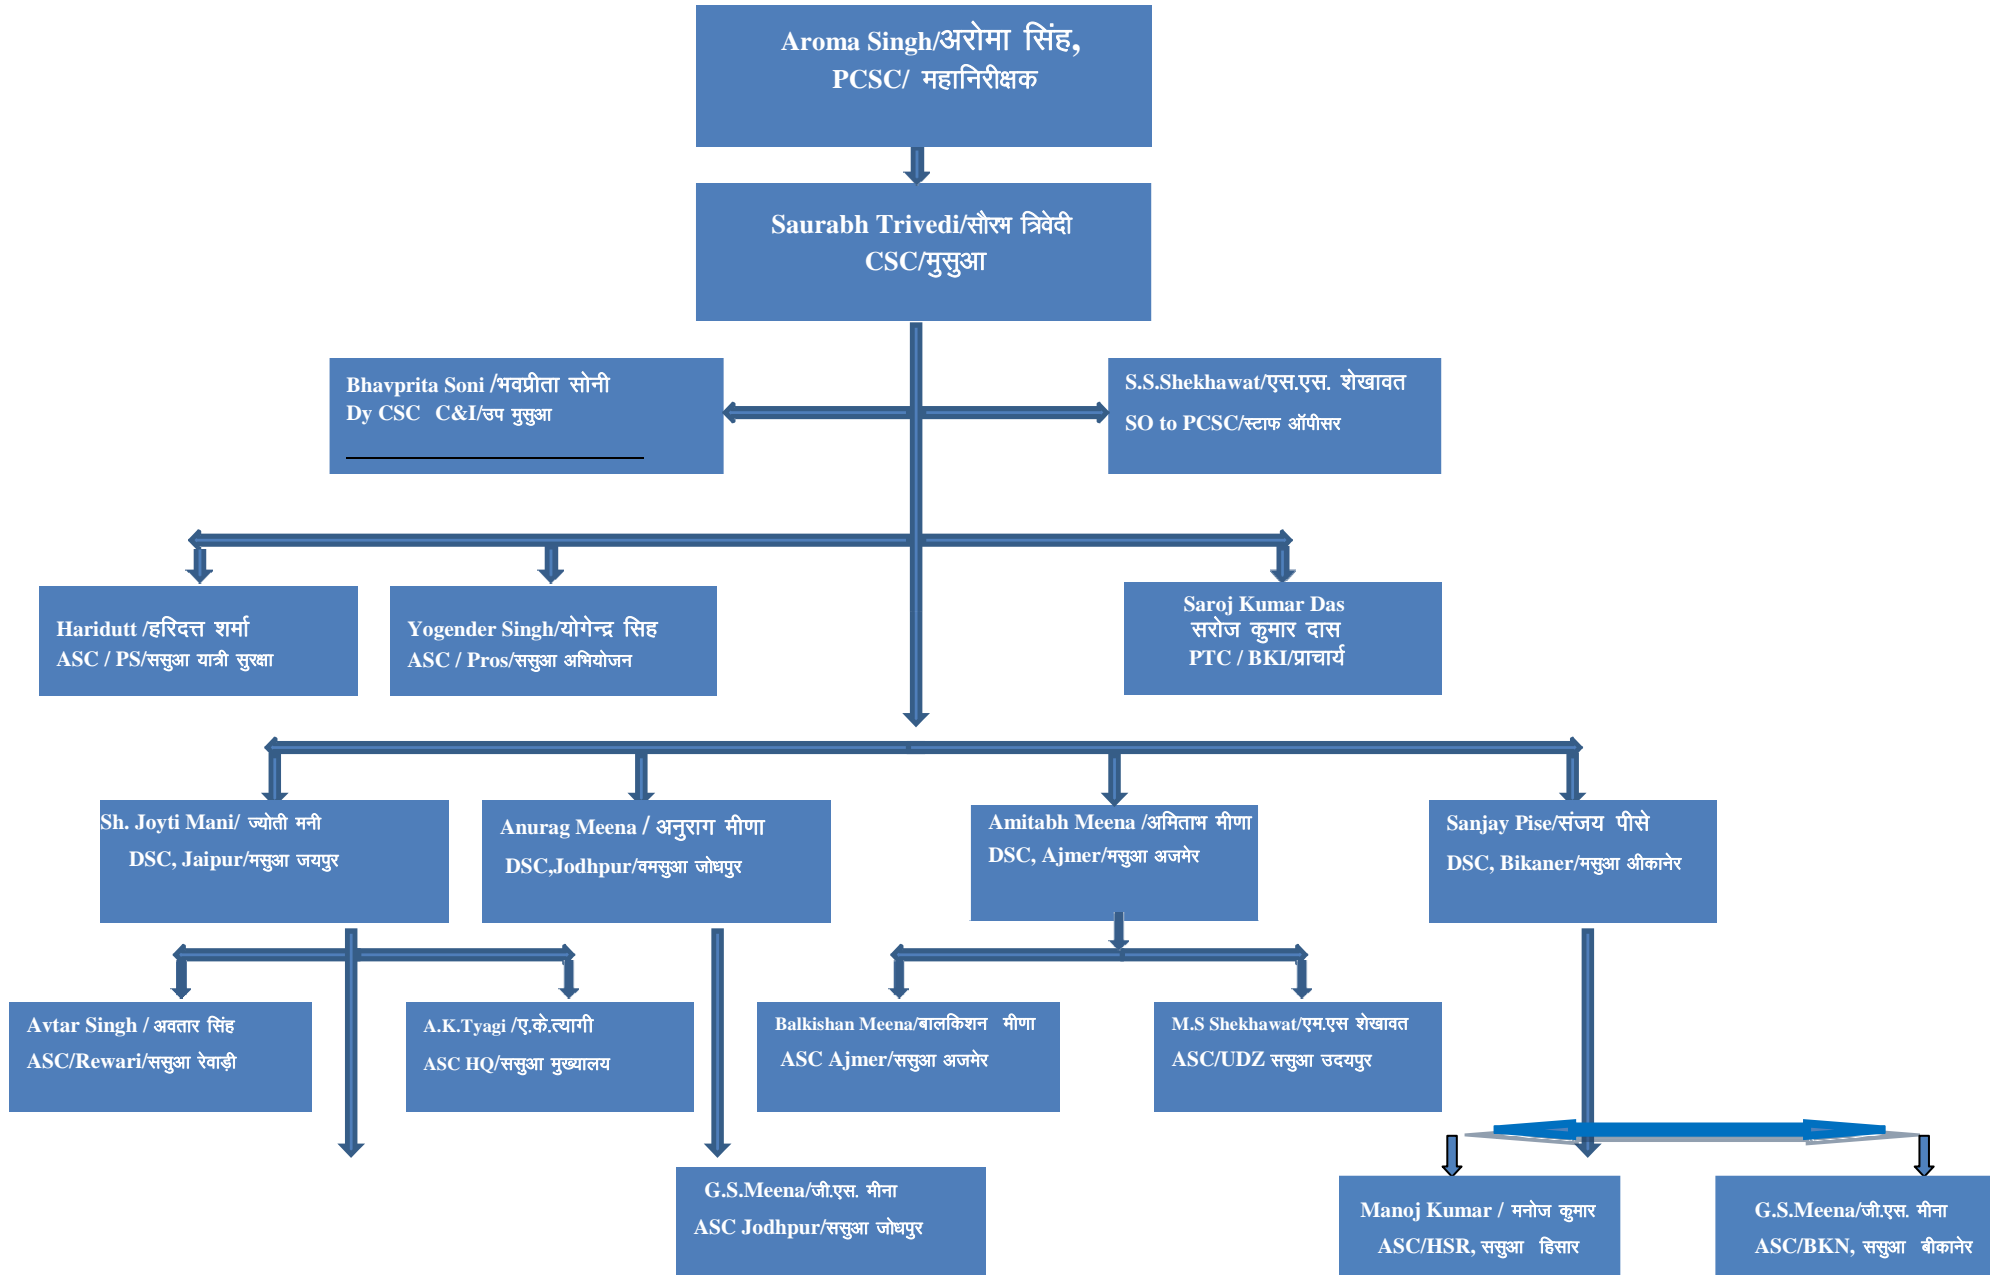 Aroma Singh/अरोमा सिंह,
PCSC/ महानिरीक्षक
Saurabh Trivedi/सौरभ त्रिवेदी
CSC/मुसुआ
Bhavprita Soni /भवप्रीता सोनी
Dy CSC C&I/उप मुसुआ
S.S.Shekhawat/एस.एस. शेखावत
SO to PCSC/स्टाफ ऑपीसर
Haridutt /हरिदत्त शर्मा
ASC / PS/ससुआ यात्री सुरक्षा
Yogender Singh/योगेन्द्र सिह
ASC / Pros/ससुआ अभियोजन
Saroj Kumar Das
सरोज कुमार दास
PTC / BKI/प्राचार्य
Sh. Joyti Mani/ ज्योती मनी
DSC, Jaipur/मसुआ जयपुर
Anurag Meena / अनुराग मीणा
DSC,Jodhpur/वमसुआ जोधपुर
Amitabh Meena /अमिताभ मीणा
DSC, Ajmer/मसुआ अजमेर
Sanjay Pise/संजय पीसे
DSC, Bikaner/मसुआ अीकानेर
Avtar Singh / अवतार सिंह
ASC/Rewari/ससुआ रेवाड़ी
A.K.Tyagi /ए.के.त्यागी
ASC HQ/ससुआ मुख्यालय
Balkishan Meena/बालकिशन मीणा
ASC Ajmer/ससुआ अजमेर
M.S Shekhawat/एम.एस शेखावत
ASC/UDZ ससुआ उदयपुर
G.S.Meena/जी.एस. मीना
ASC Jodhpur/ससुआ जोधपुर
Manoj Kumar / मनोज कुमार
ASC/HSR, ससुआ हिसार
G.S.Meena/जी.एस. मीना
ASC/BKN, ससुआ बीकानेर